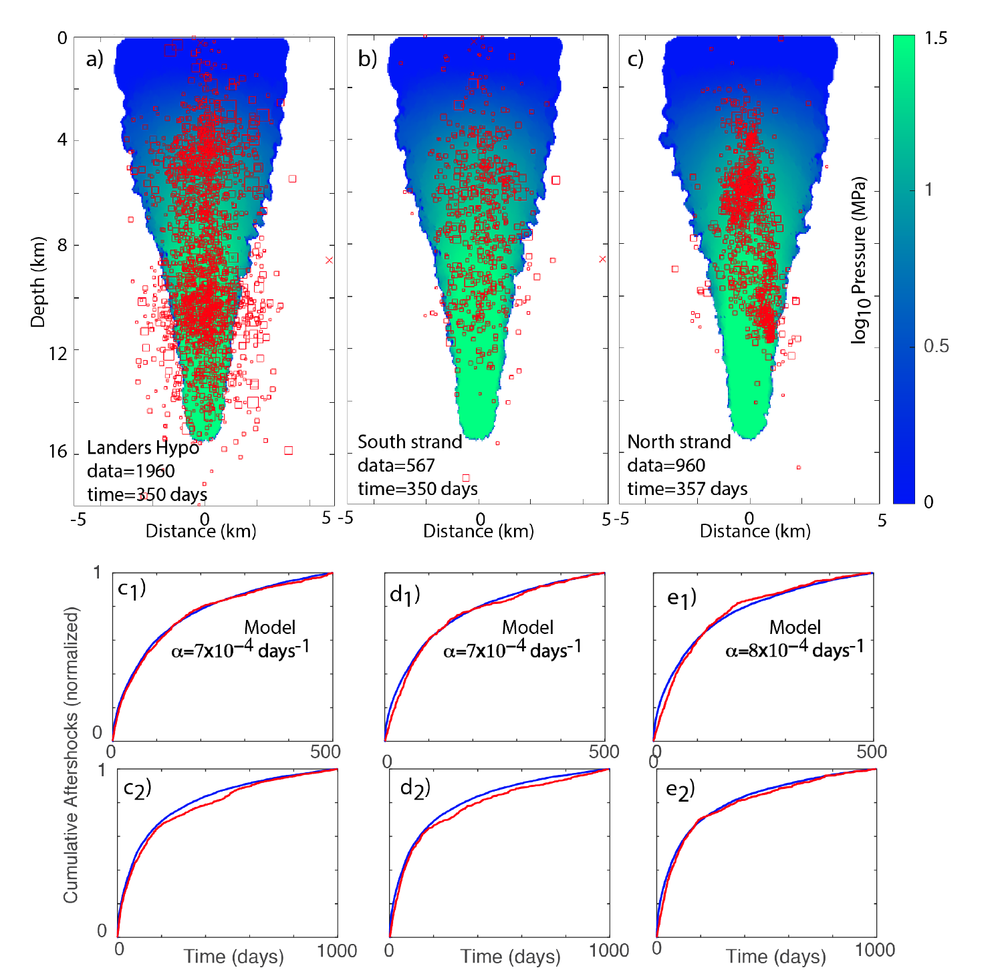 0
4
8
12
16
Depth (km)
a)
Landers Hypo
data=1960
time=350 days
-5
0
5
Distance (km)
b)
South strand
data=567
time=350 days
-5
0
5
Distance (km)
c)
North strand
data=960
time=357 days
-5
0
5
Distance (km)
1.5
1
0.5
0
log10 Pressure (MPa)
Cumulative Aftershocks (normalized)
1
0
c1)
Model
α=7x10−4 days-1
0
500
d1)
Model
α=7x10−4 days-1
0
500
e1)
Model
α=8x10−4 days-1
0
500
1
0
c2)
0
1000
Time (days)
d2)
0
1000
Time (days)
e2)
0
1000
Time (days)